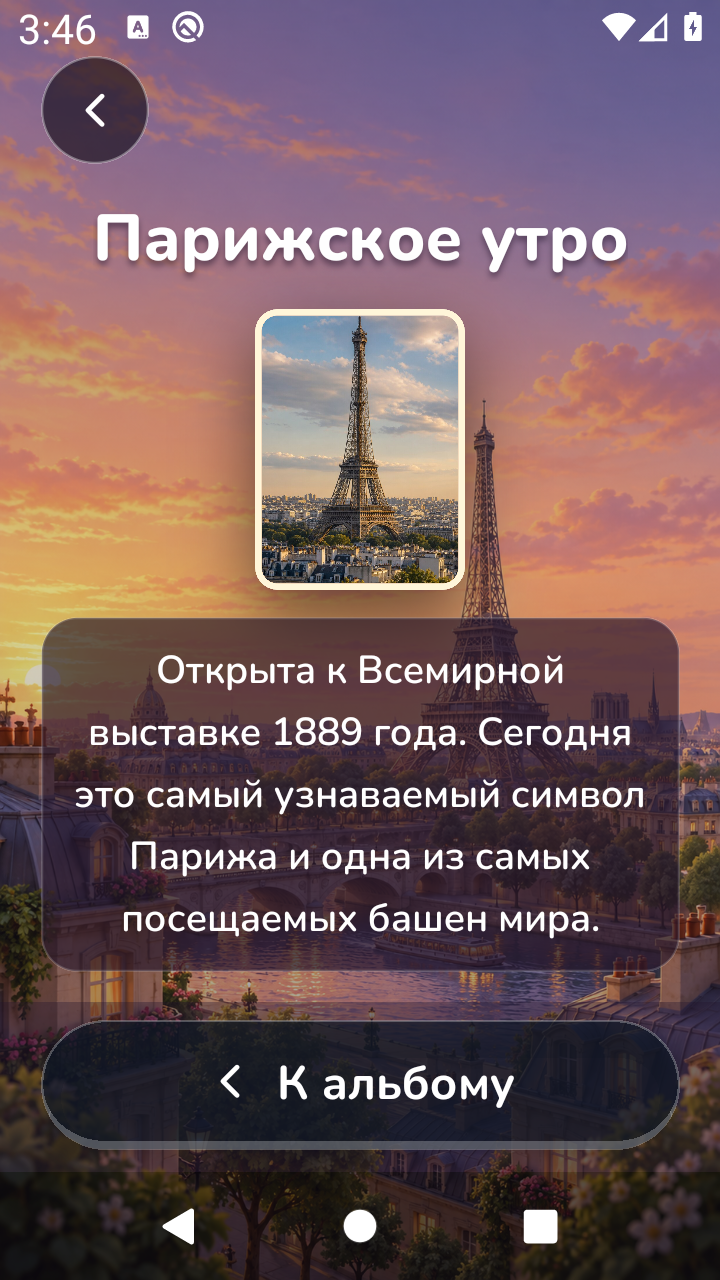 3:46
A
Парижское утро
Открыта к Всемирной
выставке 1889 года. Сегодня
это самый узнаваемый символ
Парижа и одна из самых
посещаемых башен мира.
К альбому